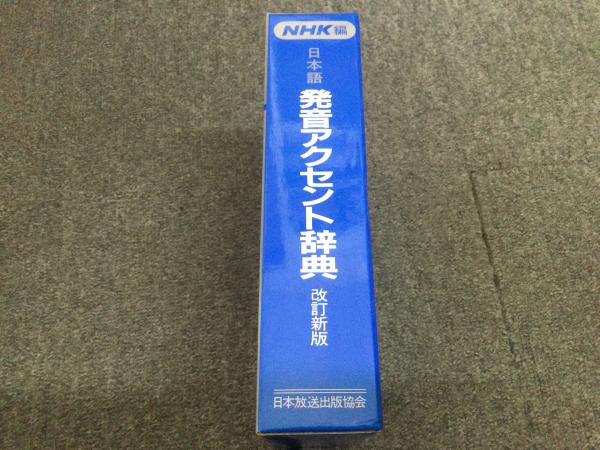 NHK編
日本語
発音アクセント辞典
改訂新版
日本放送出版協会